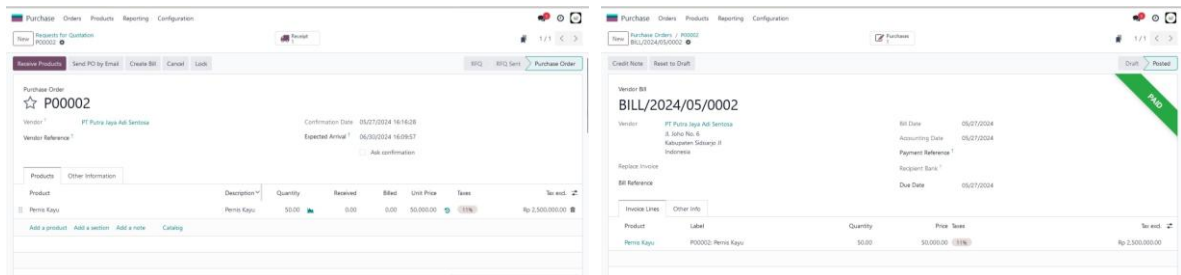 Purchase Orders Products Reporting Configuration
New Requests for Quotation
P00002
Receipt
1
1/1
Receive Products Send PO by Email Create Bill Cancel Lock
RFQ RFQ Sent Purchase Order
Purchase Order
P00002
Vendor ? PT Putra Jaya Adi Sentosa
Vendor Reference ?
Confirmation Date 05/27/2024 16:16:28
Expected Arrival ? 06/30/2024 16:09:57
Ask confirmation
Products Other Information
Product Description Quantity Received Billed Unit Price Taxes Tax excl.
Pernis Kayu Pernis Kayu 50.00 0.00 0.00 50,000.00 11% Rp 2,500,000.00
Add a product Add a section Add a note Catalog
Purchase Orders Products Reporting Configuration
New Purchase Orders / P00002
BILL/2024/05/0002
Purchases
1
1/1
Credit Note Reset to Draft
Draft Posted
PAID
Vendor Bill
BILL/2024/05/0002
Vendor PT Putra Jaya Adi Sentosa
Jl. Joho No. 6
Kabupaten Sidoarjo JI
Indonesia
Replace Invoice
Bill Reference
Bill Date 05/27/2024
Accounting Date 05/27/2024
Payment Reference ?
Recipient Bank ?
Due Date 05/27/2024
Invoice Lines Other Info
Product Label Quantity Price Taxes Tax excl.
Pernis Kayu P00002: Pernis Kayu 50.00 50,000.00 11% Rp 2,500,000.00